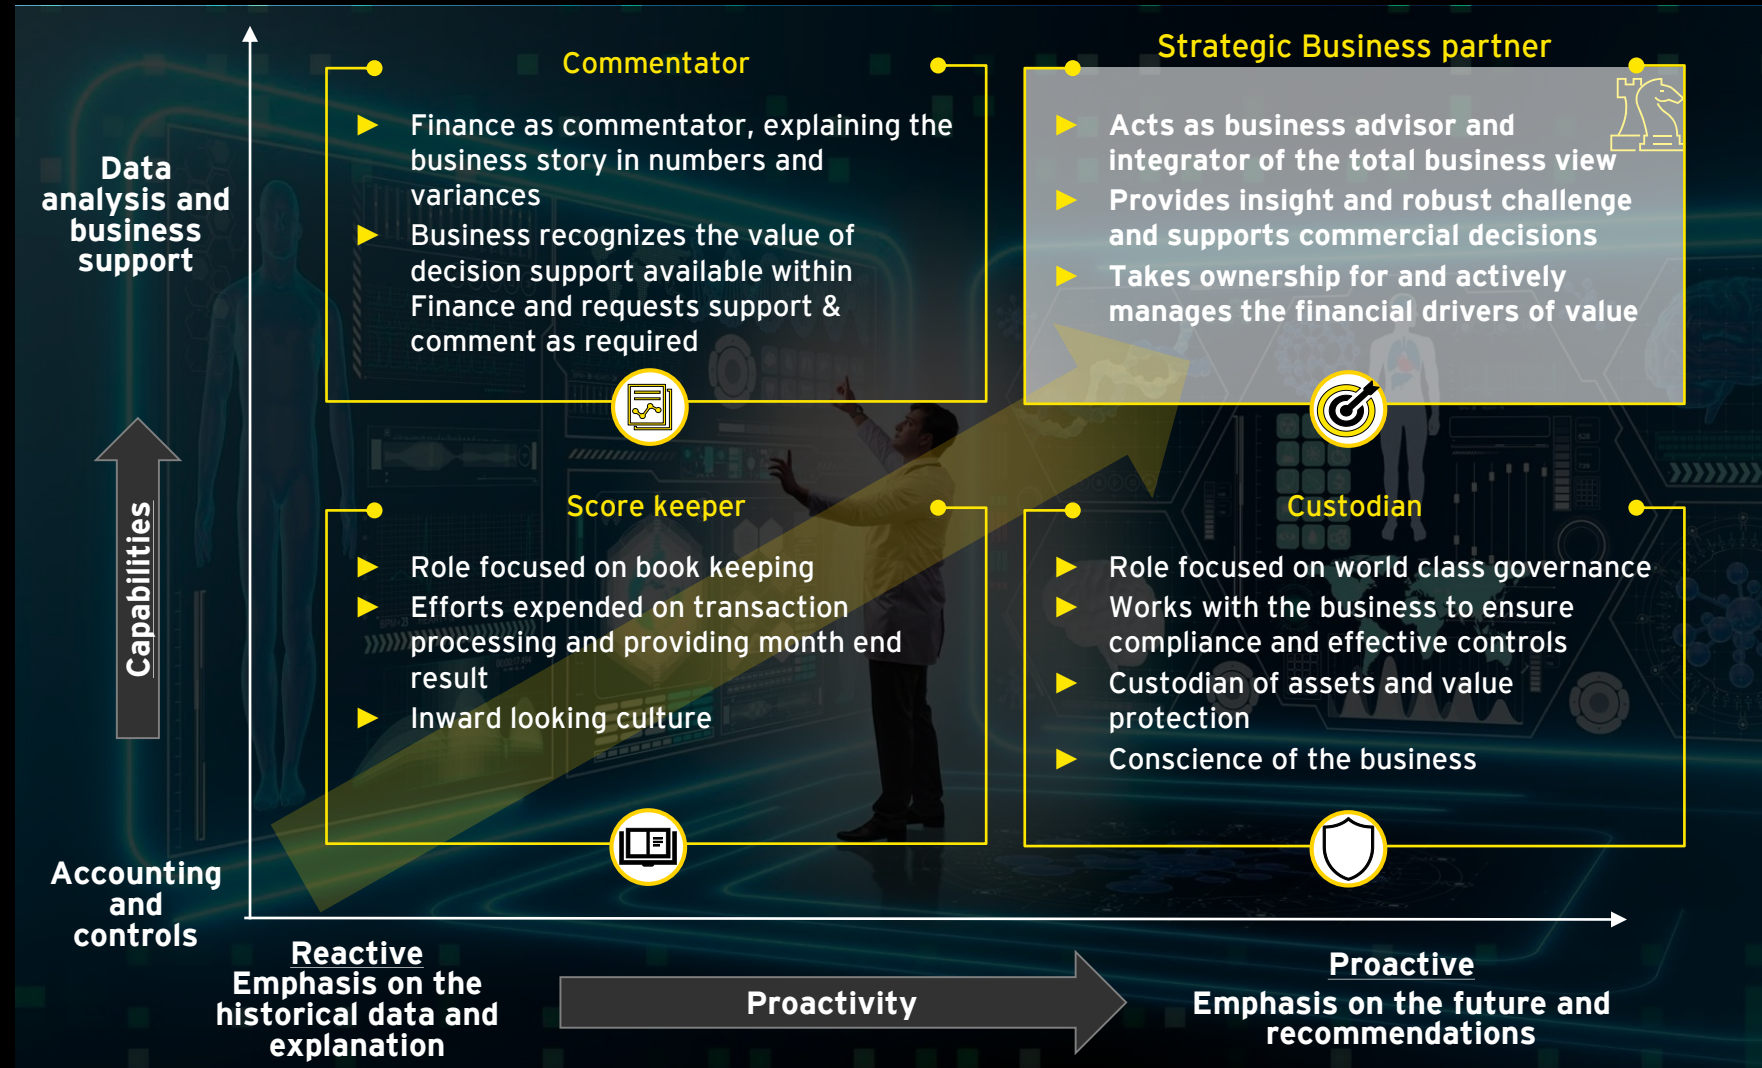 Commentator
Finance as commentator, explaining the
business story in numbers and
variances
Business recognizes the value of
decision support available within
Finance and requests support &
comment as required
Strategic Business partner
Acts as business advisor and
integrator of the total business view
Provides insight and robust challenge
and supports commercial decisions
Takes ownership for and actively
manages the financial drivers of value
Data
analysis and
business
support
Capabilities
Score keeper
Role focused on book keeping
Efforts expended on transaction
processing and providing month end
result
Inward looking culture
Custodian
Role focused on world class governance
Works with the business to ensure
compliance and effective controls
Custodian of assets and value
protection
Conscience of the business
Accounting
and
controls
Reactive
Emphasis on the
historical data and
explanation
Proactivity
Proactive
Emphasis on the future and
recommendations